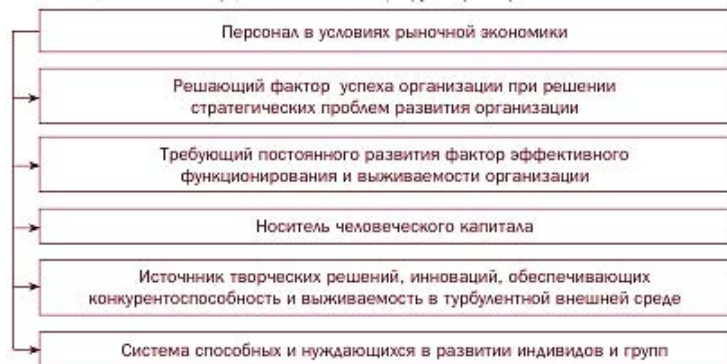 Персонал в условиях рыночной экономики
Решающий фактор успеха организации при решении
стратегических проблем развития организации
Требующий постоянного развития фактор эффективного
функционирования и выживаемости организации
Носитель человеческого капитала
Источнник творческих решений, инноваций, обеспечивающих
конкурентоспособность и выживаемость в турбулентной внешней среде
Система способных и нуждающихся в развитии индивидов и групп